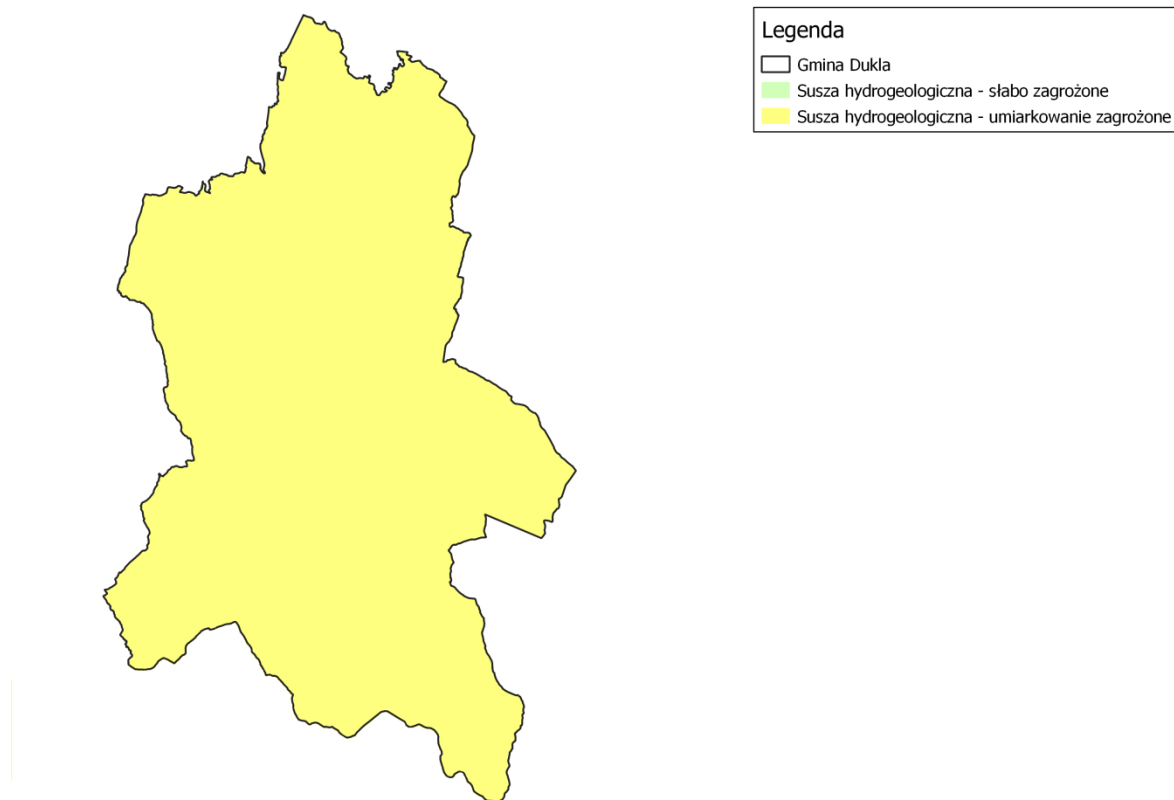 Legenda
Gmina Dukla
Susza hydrogeologiczna - słabo zagrożone
Susza hydrogeologiczna - umiarkowanie zagrożone